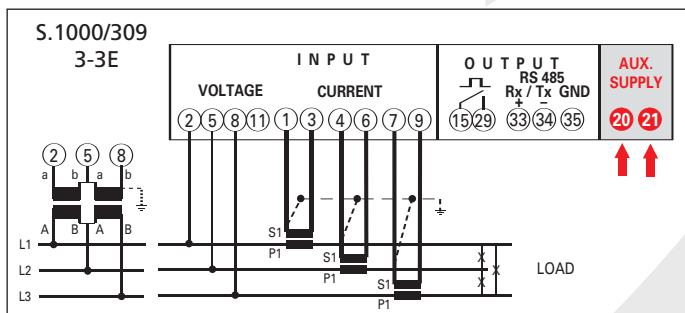 S.1000/309
3-3E
INPUT
VOLTAGE CURRENT
2 5 8 11 1 3 4 6 7 9
OUTPUT
RS 485
Rx / Tx GND
+ −
15 29 33 34 35
AUX.
SUPPLY
20 21
2 5 8
a b a b
A B A B
L1
L2
L3
S1
P1
S1
P1
S1
P1
X
X
X
LOAD